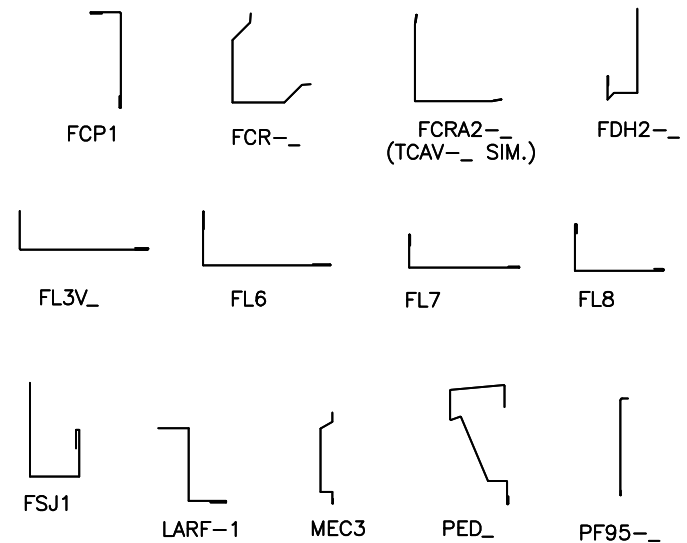 FCP1
FCR-_
FCRA2-_
(TCAV-_ SIM.)
FDH2-_
FL3V_
FL6
FL7
FL8
FSJ1
LARF-1
MEC3
PED_
PF95-_